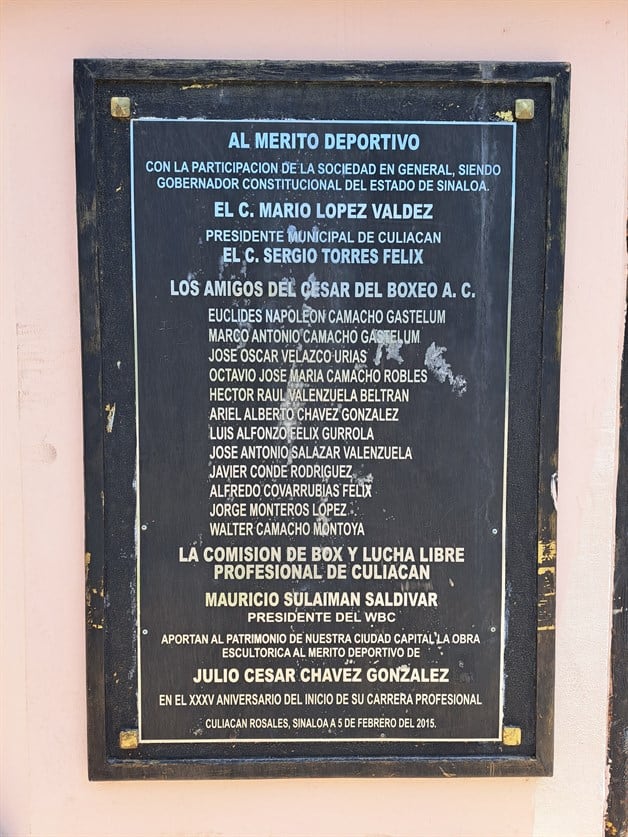 AL MERITO DEPORTIVO
CON LA PARTICIPACION DE LA SOCIEDAD EN GENERAL, SIENDO
GOBERNADOR CONSTITUCIONAL DEL ESTADO DE SINALOA.
EL C. MARIO LOPEZ VALDEZ
PRESIDENTE MUNICIPAL DE CULIACAN
EL C. SERGIO TORRES FELIX
LOS AMIGOS DEL CESAR DEL BOXEO A. C.
EUCLIDES NAPOLEON CAMACHO GASTELUM
MARCO ANTONIO CAMACHO GASTELUM
JOSE OSCAR VELAZCO URIAS
OCTAVIO JOSE MARIA CAMACHO ROBLES
HECTOR RAUL VALENZUELA BELTRAN
ARIEL ALBERTO CHAVEZ GONZALEZ
LUIS ALFONZO FELIX GURROLA
JOSE ANTONIO SALAZAR VALENZUELA
JAVIER CONDE RODRIGUEZ
ALFREDO COVARRUBIAS FELIX
JORGE MONTEROS LOPEZ
WALTER CAMACHO MONTOYA
LA COMISION DE BOX Y LUCHA LIBRE
PROFESIONAL DE CULIACAN
MAURICIO SULAIMAN SALDIVAR
PRESIDENTE DEL WBC
APORTAN AL PATRIMONIO DE NUESTRA CIUDAD CAPITAL LA OBRA
ESCULTORICA AL MERITO DEPORTIVO DE
JULIO CESAR CHAVEZ GONZALEZ
EN EL XXXV ANIVERSARIO DEL INICIO DE SU CARRERA PROFESIONAL
CULIACAN ROSALES, SINALOA A 5 DE FEBRERO DEL 2015.